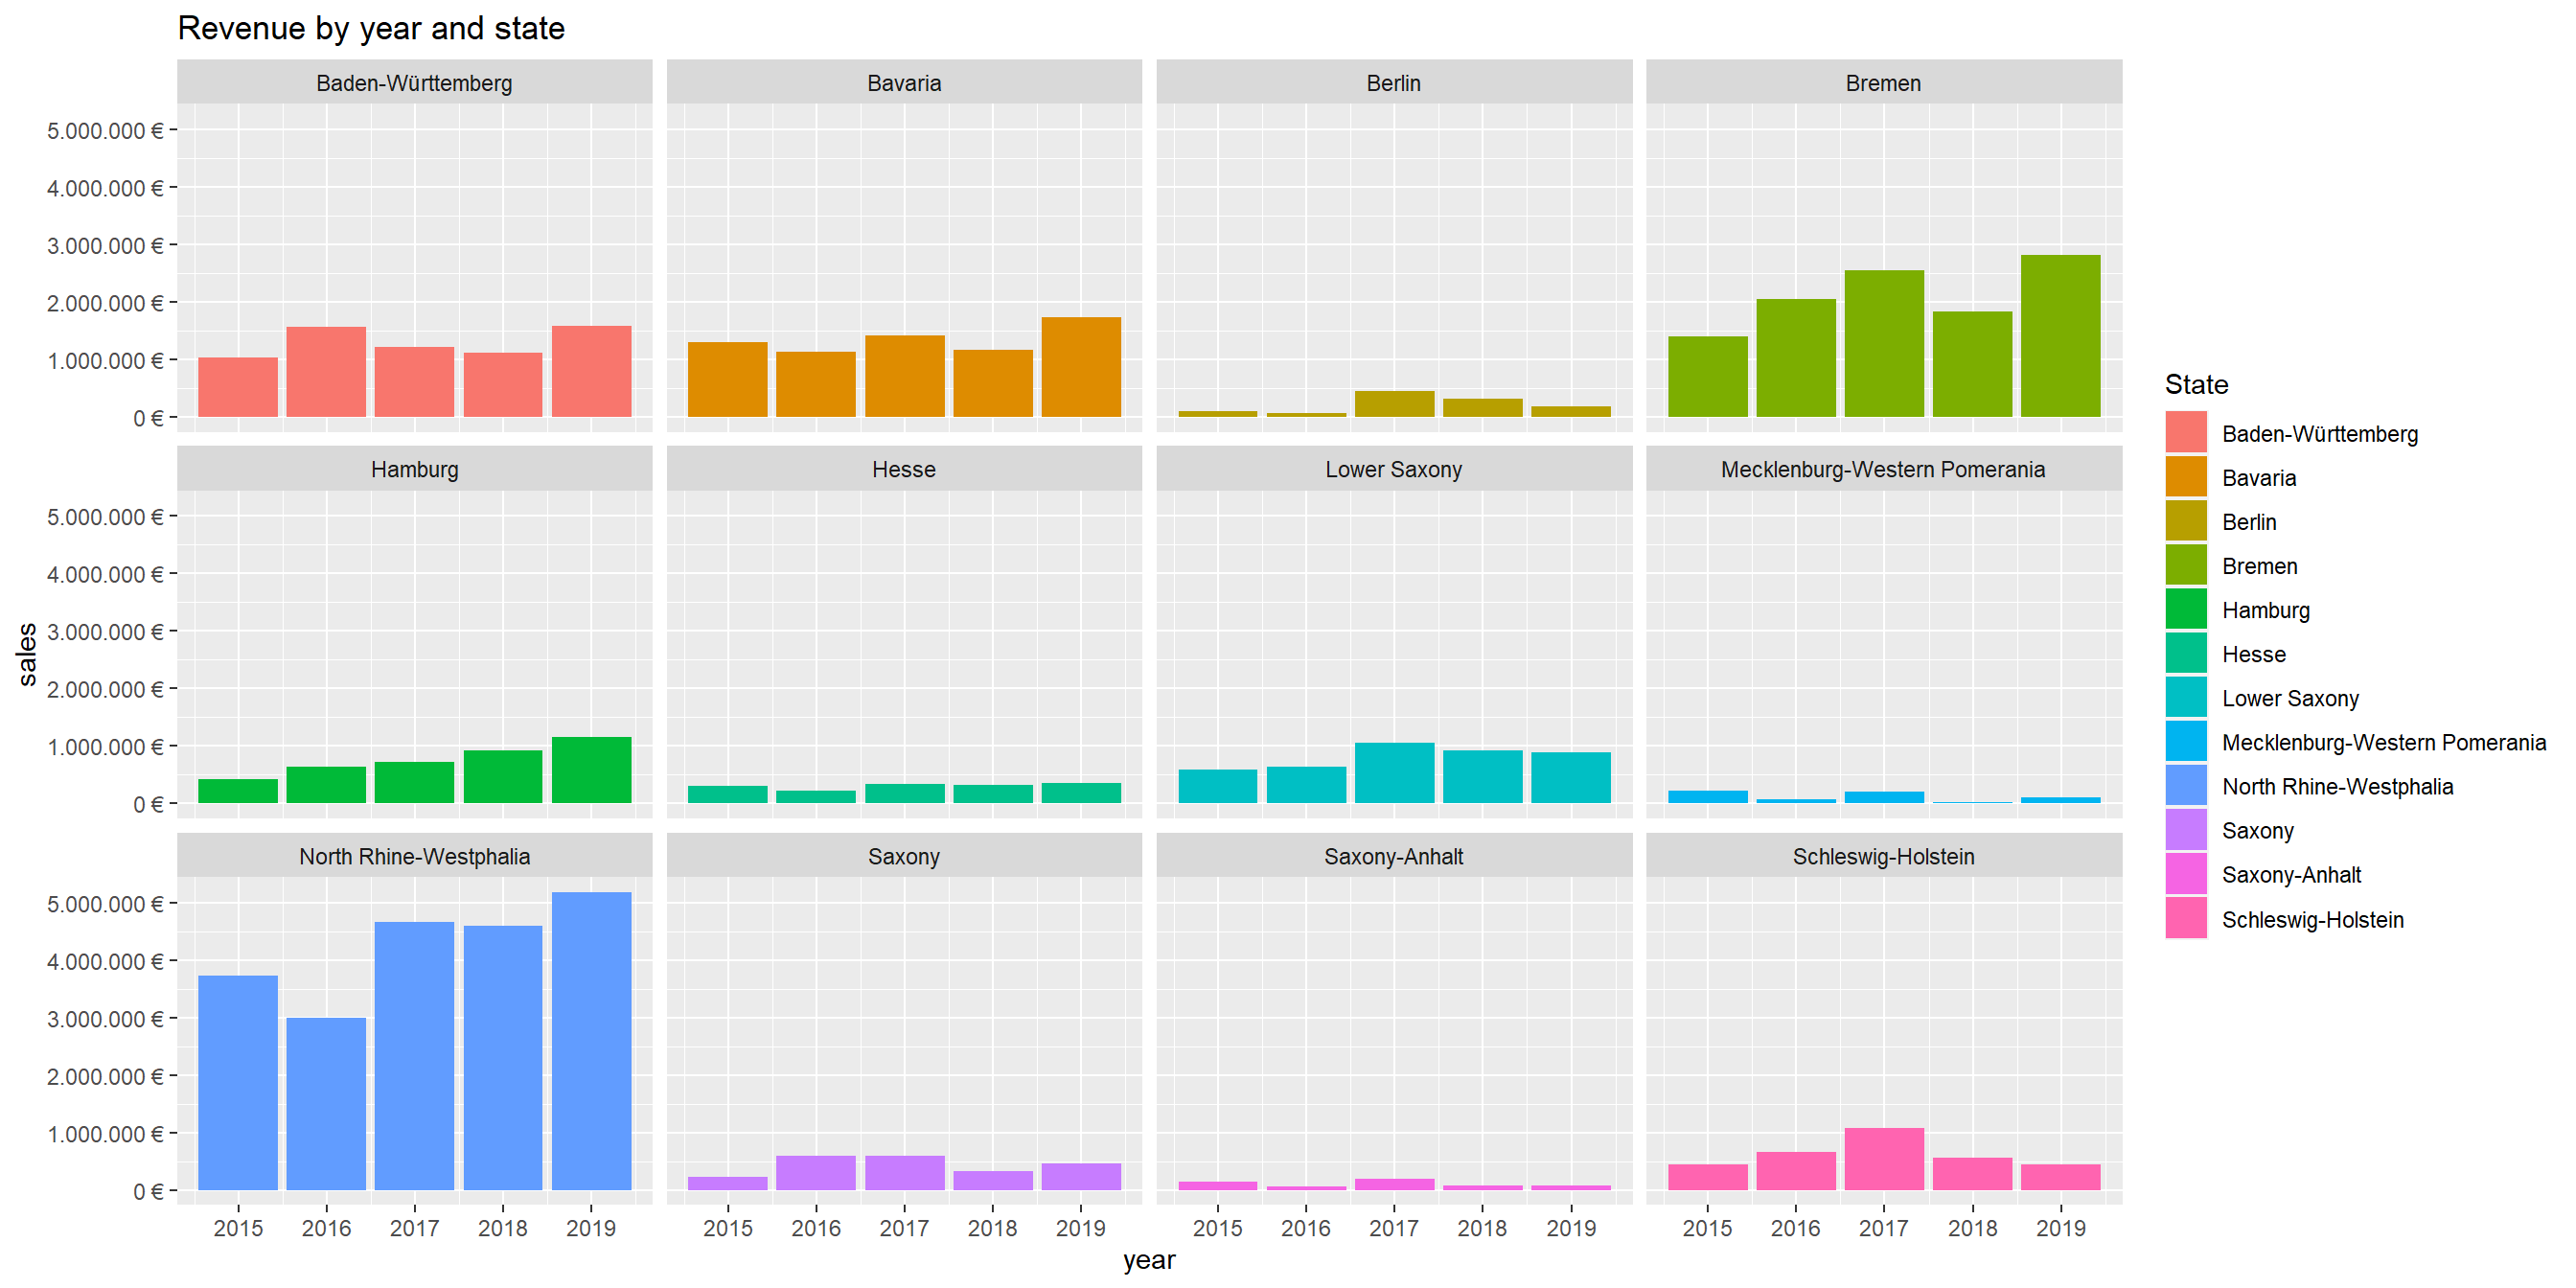 Revenue by year and state
Baden-Württemberg
Bavaria
Berlin
Bremen
5.000.000 €
4.000.000 €
3.000.000 €
2.000.000 €
1.000.000 €
0 €
Hamburg
Hesse
Lower Saxony
Mecklenburg-Western Pomerania
5.000.000 €
4.000.000 €
3.000.000 €
2.000.000 €
1.000.000 €
0 €
North Rhine-Westphalia
Saxony
Saxony-Anhalt
Schleswig-Holstein
5.000.000 €
4.000.000 €
3.000.000 €
2.000.000 €
1.000.000 €
0 €
sales
2015 2016 2017 2018 2019
2015 2016 2017 2018 2019
2015 2016 2017 2018 2019
2015 2016 2017 2018 2019
year
State
Baden-Württemberg
Bavaria
Berlin
Bremen
Hamburg
Hesse
Lower Saxony
Mecklenburg-Western Pomerania
North Rhine-Westphalia
Saxony
Saxony-Anhalt
Schleswig-Holstein